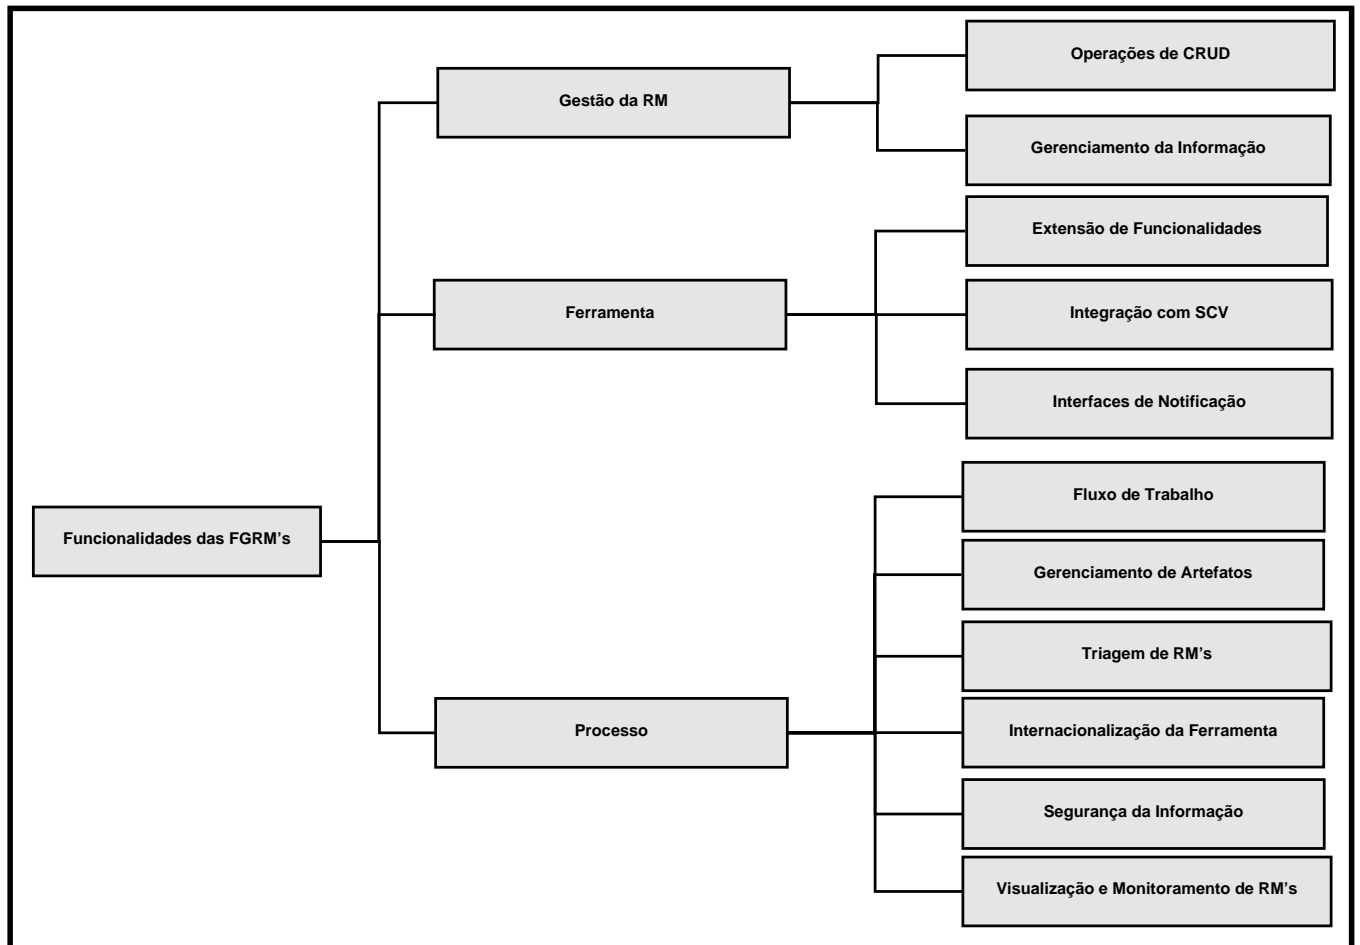 Funcionalidades das FGRM’s
Gestão da RM
Operações de CRUD
Gerenciamento da Informação
Ferramenta
Extensão de Funcionalidades
Integração com SCV
Interfaces de Notificação
Processo
Fluxo de Trabalho
Gerenciamento de Artefatos
Triagem de RM’s
Internacionalização da Ferramenta
Segurança da Informação
Visualização e Monitoramento de RM’s